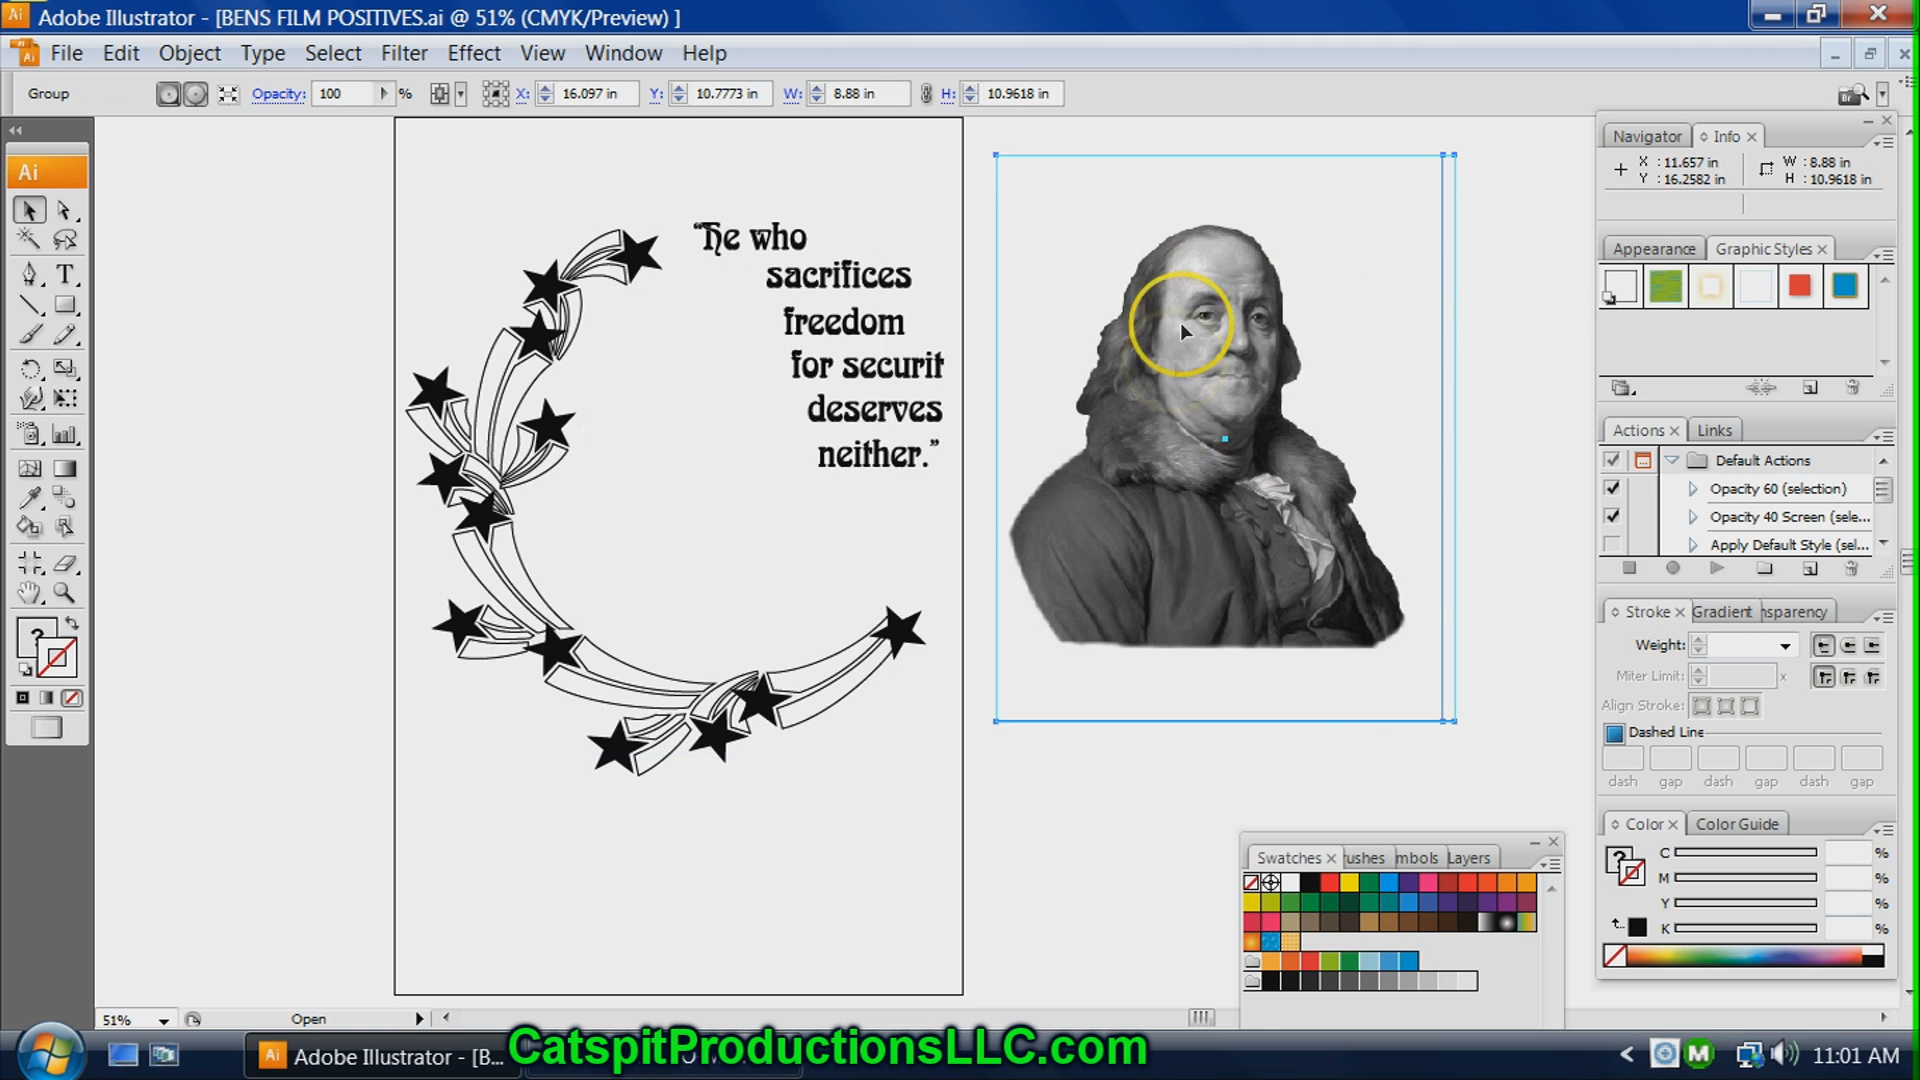 Adobe Illustrator - [BENS FILM POSITIVES.ai @ 51% (CMYK/Preview) ]
File Edit Object Type Select Filter Effect View Window Help
Group Opacity: 100 % X: 16.097 in Y: 10.7773 in W: 8.88 in H: 10.9618 in
Navigator Info
X : 11.657 in
Y : 16.2582 in
W : 8.88 in
H : 10.9618 in
Ai
Appearance Graphic Styles
“He who
sacrifices
freedom
for securit
deserves
neither.”
Actions Links
Default Actions
Opacity 60 (selection)
Opacity 40 Screen (sele...
Apply Default Style (sel...
Stroke Gradient nsparency
Weight:
Miter Limit: x
Align Stroke:
Dashed Line
dash gap dash gap dash gap
Color Color Guide
C %
M %
Y %
K %
Swatches rushes mbols Layers
51% Open
Adobe Illustrator - [B...
CatspitProductionsLLC.com
11:01 AM